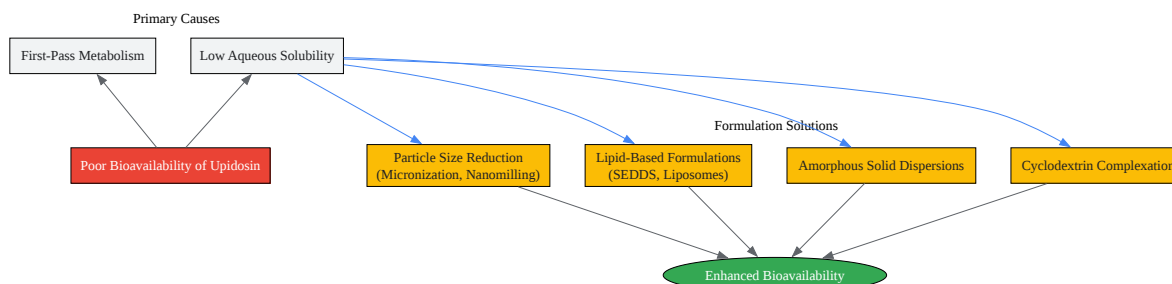 Primary Causes
First-Pass Metabolism
Low Aqueous Solubility
Formulation Solutions
Poor Bioavailability of Upidosin
Particle Size Reduction
(Micronization, Nanomilling)
Lipid-Based Formulations
(SEDDS, Liposomes)
Amorphous Solid Dispersions
Cyclodextrin Complexation
Enhanced Bioavailability